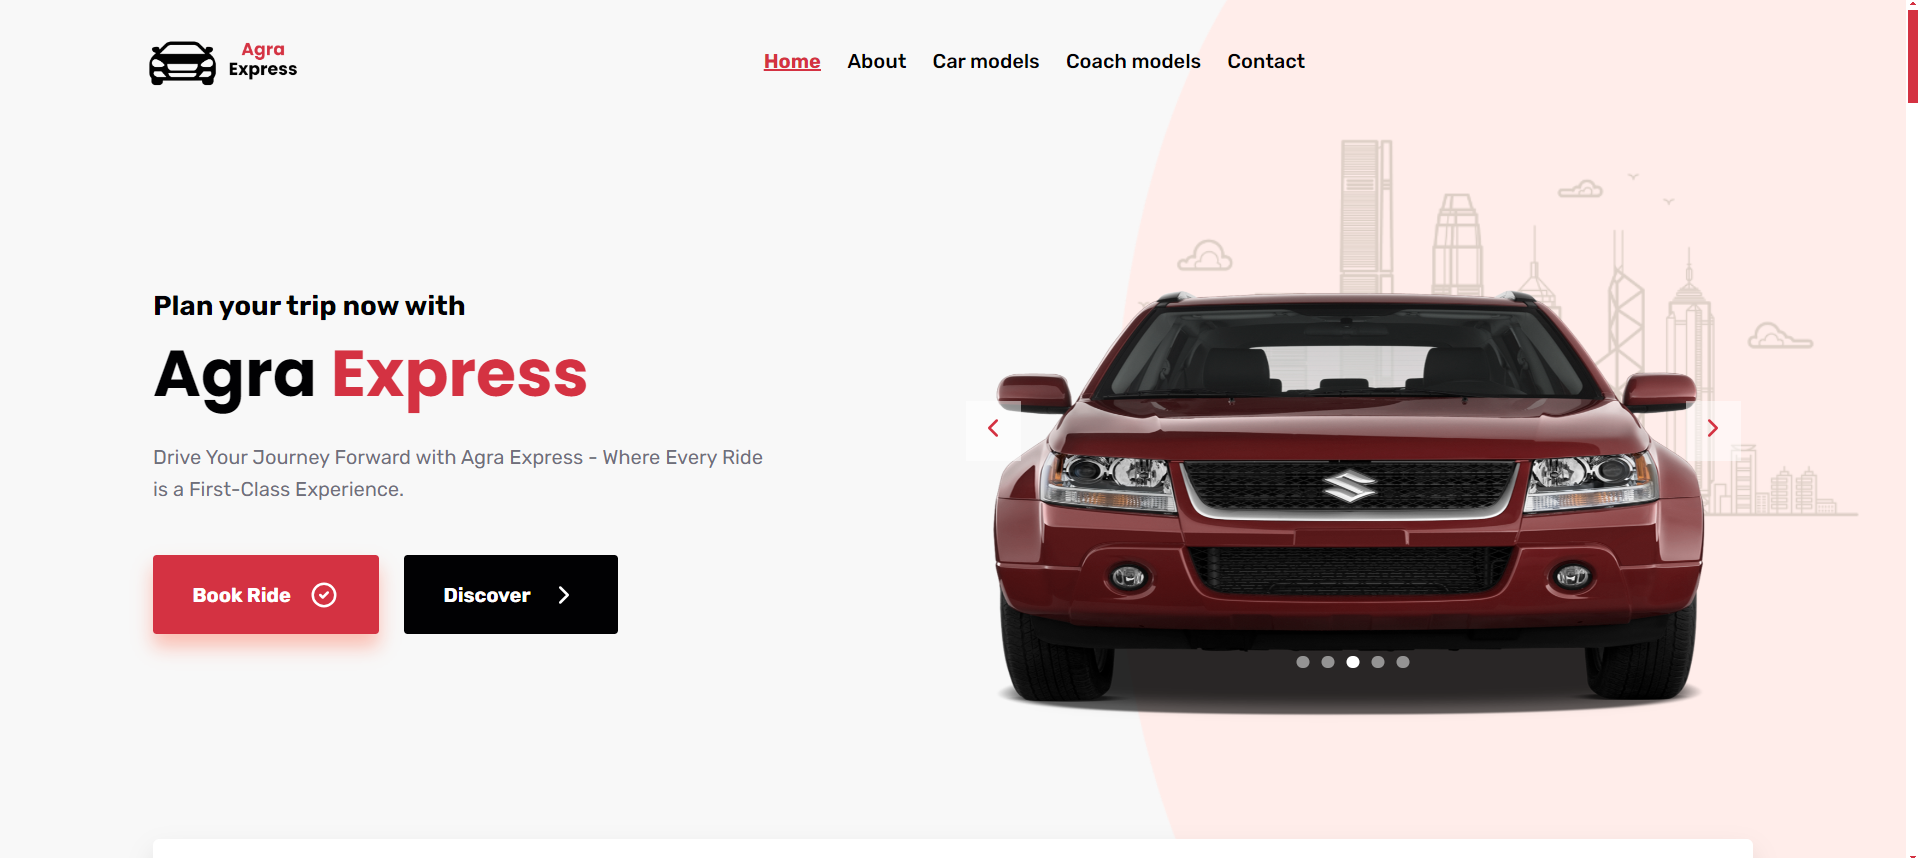 Agra
Express
Home About Car models Coach models Contact
Plan your trip now with
Agra Express
Drive Your Journey Forward with Agra Express - Where Every Ride
is a First-Class Experience.
Book Ride Discover